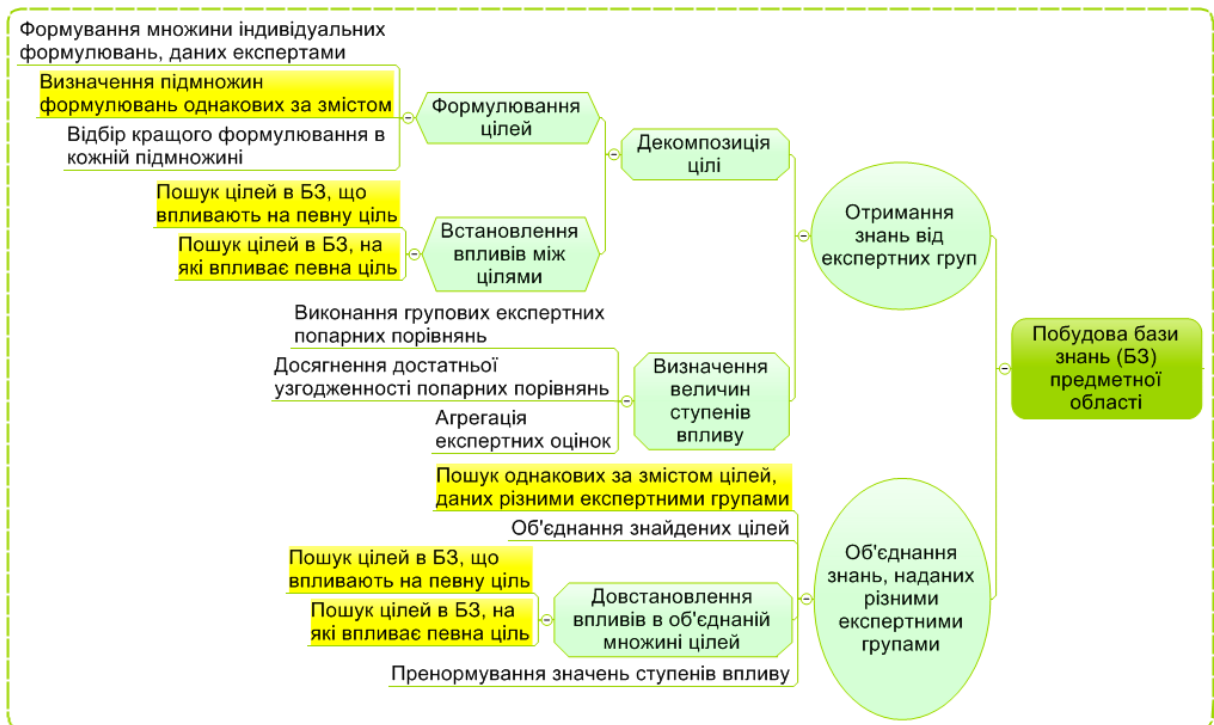 Формування множини індивідуальних
формулювань, даних експертами
Визначення підмножин
формулювань однакових за змістом
Відбір кращого формулювання в
кожній підмножині
Формулювання
цілей
Декомпозиція
цілі
Пошук цілей в БЗ, що
впливають на певну ціль
Пошук цілей в БЗ, на
які впливає певна ціль
Встановлення
впливів між
цілями
Отримання
знань від
експертних груп
Виконання групових експертних
попарних порівнянь
Досягнення достатньої
узгодженності попарних порівнянь
Агрегація
експертних оцінок
Визначення
величин
ступенів
впливу
Побудова бази
знань (БЗ)
предметної
області
Пошук однакових за змістом цілей,
даних різними експертними групами
Об'єднання знайдених цілей
Пошук цілей в БЗ, що
впливають на певну ціль
Пошук цілей в БЗ, на
які впливає певна ціль
Довстановлення
впливів в об'єднаній
множині цілей
Пренормування значень ступенів впливу
Об'єднання
знань, наданих
різними
експертними
групами